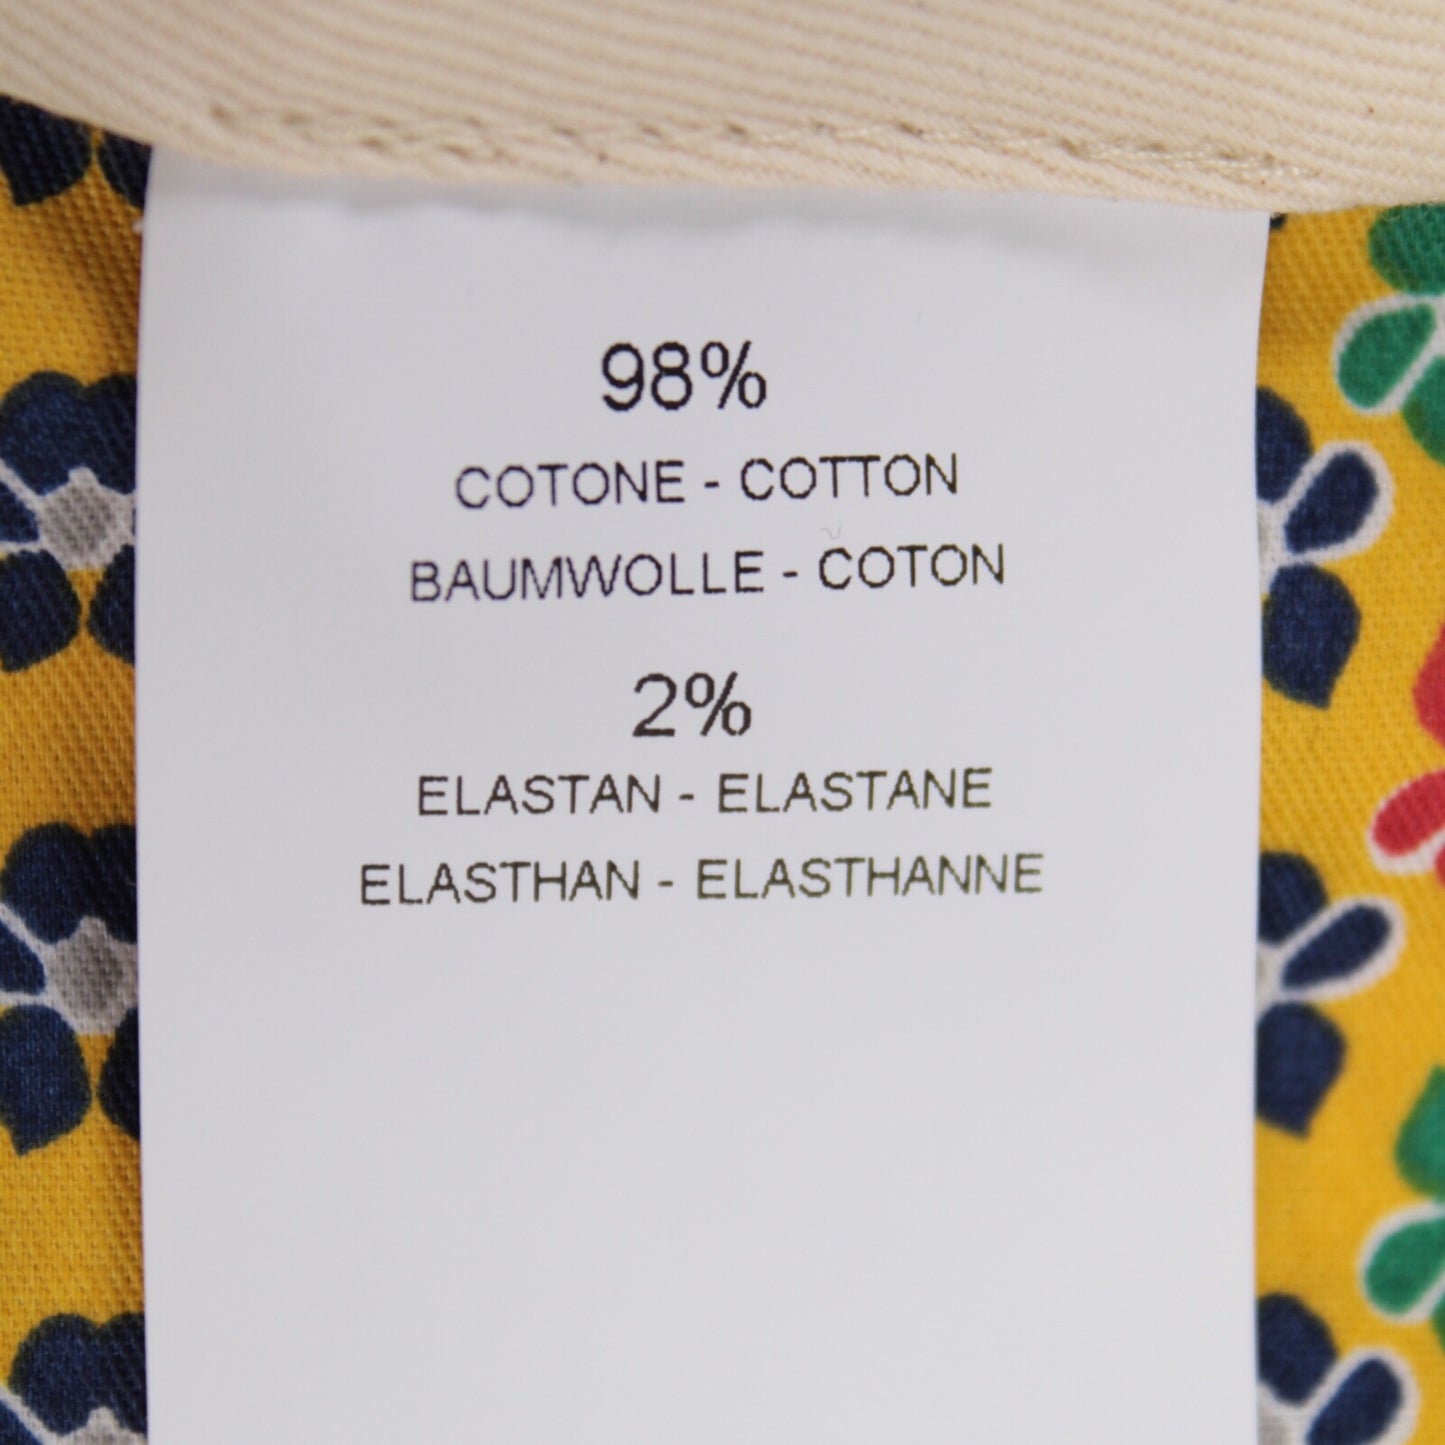 98%
COTONE - COTTON
BAUMWOLLE - COTON
2%
ELASTAN - ELASTANE
ELASTHAN - ELASTHANNE